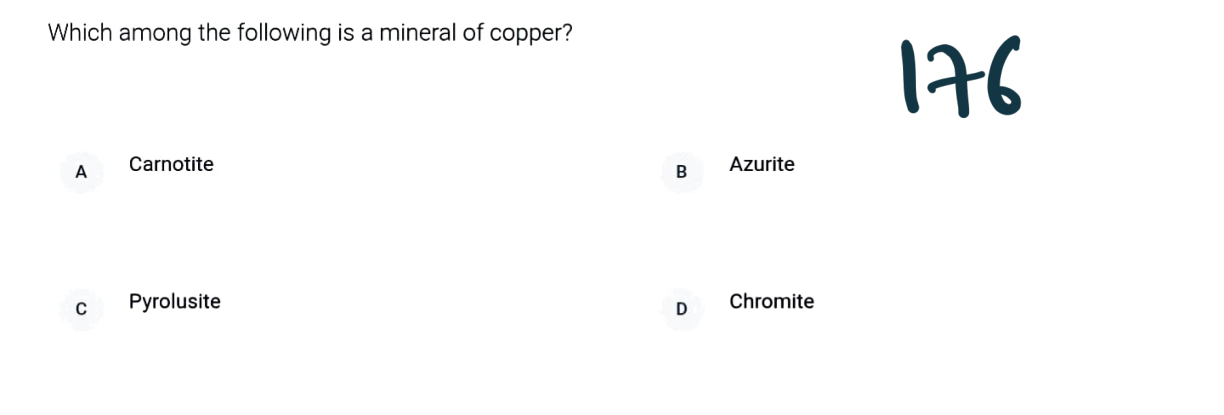 Which among the following is a mineral of copper?
176
A Carnotite
B Azurite
C Pyrolusite
D Chromite